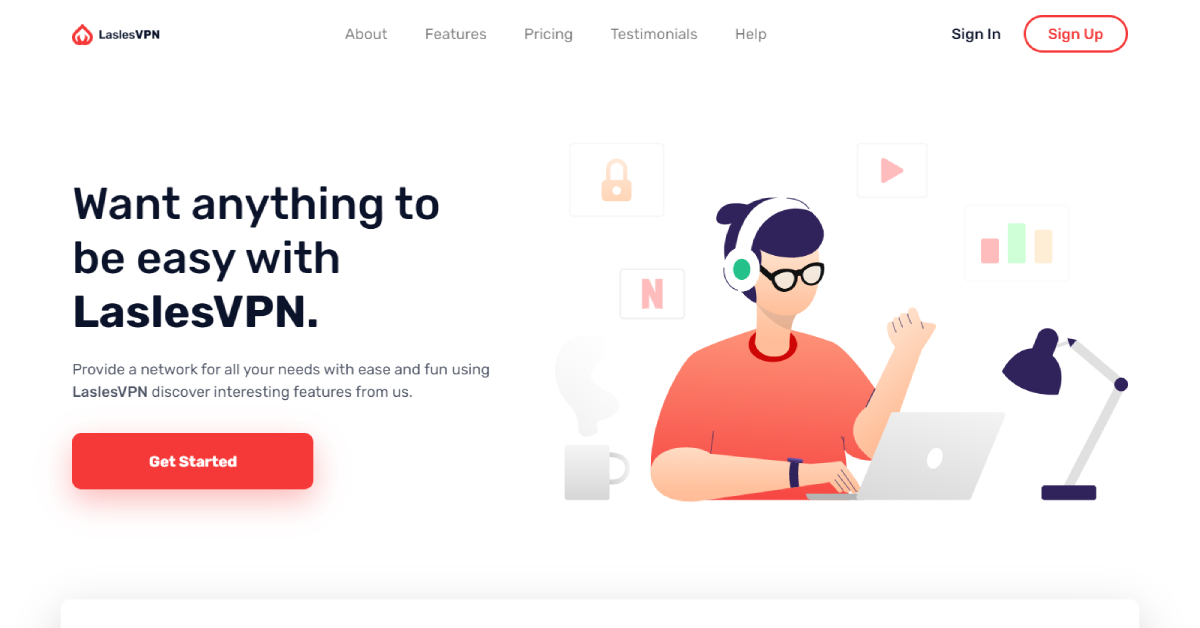 LaslesVPN
About
Features
Pricing
Testimonials
Help
Sign In
Sign Up
Want anything to
be easy with
LaslesVPN.
Provide a network for all your needs with ease and fun using
LaslesVPN discover interesting features from us.
Get Started
N